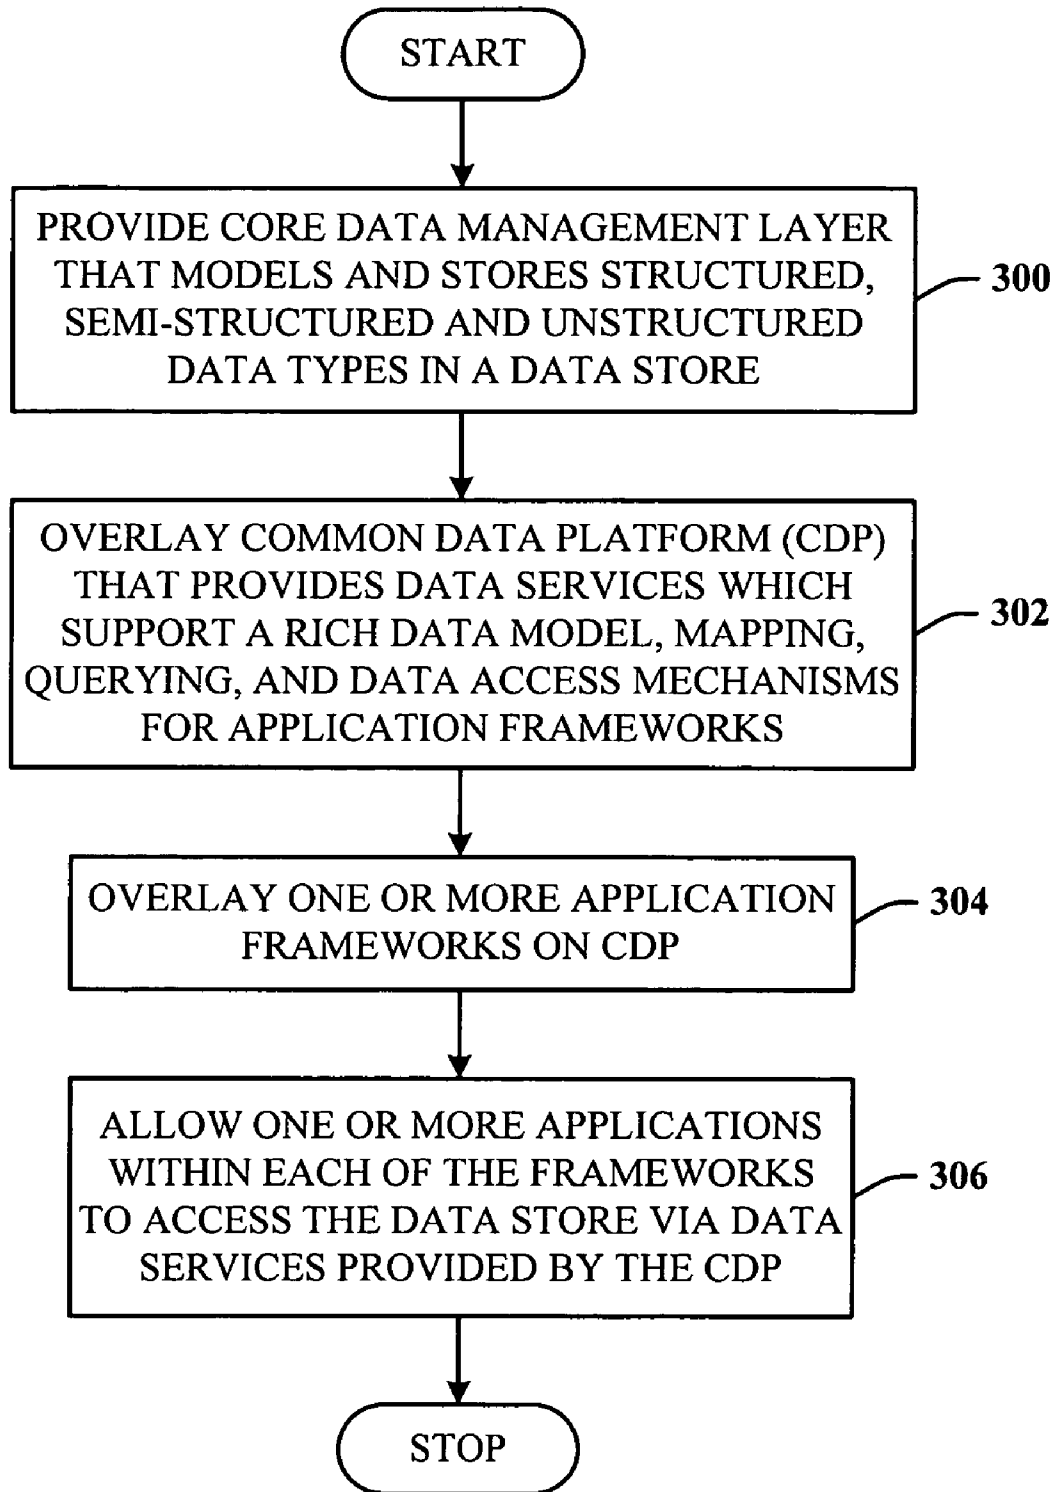 START
PROVIDE CORE DATA MANAGEMENT LAYER
THAT MODELS AND STORES STRUCTURED,
SEMI-STRUCTURED AND UNSTRUCTURED
DATA TYPES IN A DATA STORE
300
OVERLAY COMMON DATA PLATFORM (CDP)
THAT PROVIDES DATA SERVICES WHICH
SUPPORT A RICH DATA MODEL, MAPPING,
QUERYING, AND DATA ACCESS MECHANISMS
FOR APPLICATION FRAMEWORKS
302
OVERLAY ONE OR MORE APPLICATION
FRAMEWORKS ON CDP
304
ALLOW ONE OR MORE APPLICATIONS
WITHIN EACH OF THE FRAMEWORKS
TO ACCESS THE DATA STORE VIA DATA
SERVICES PROVIDED BY THE CDP
306
STOP